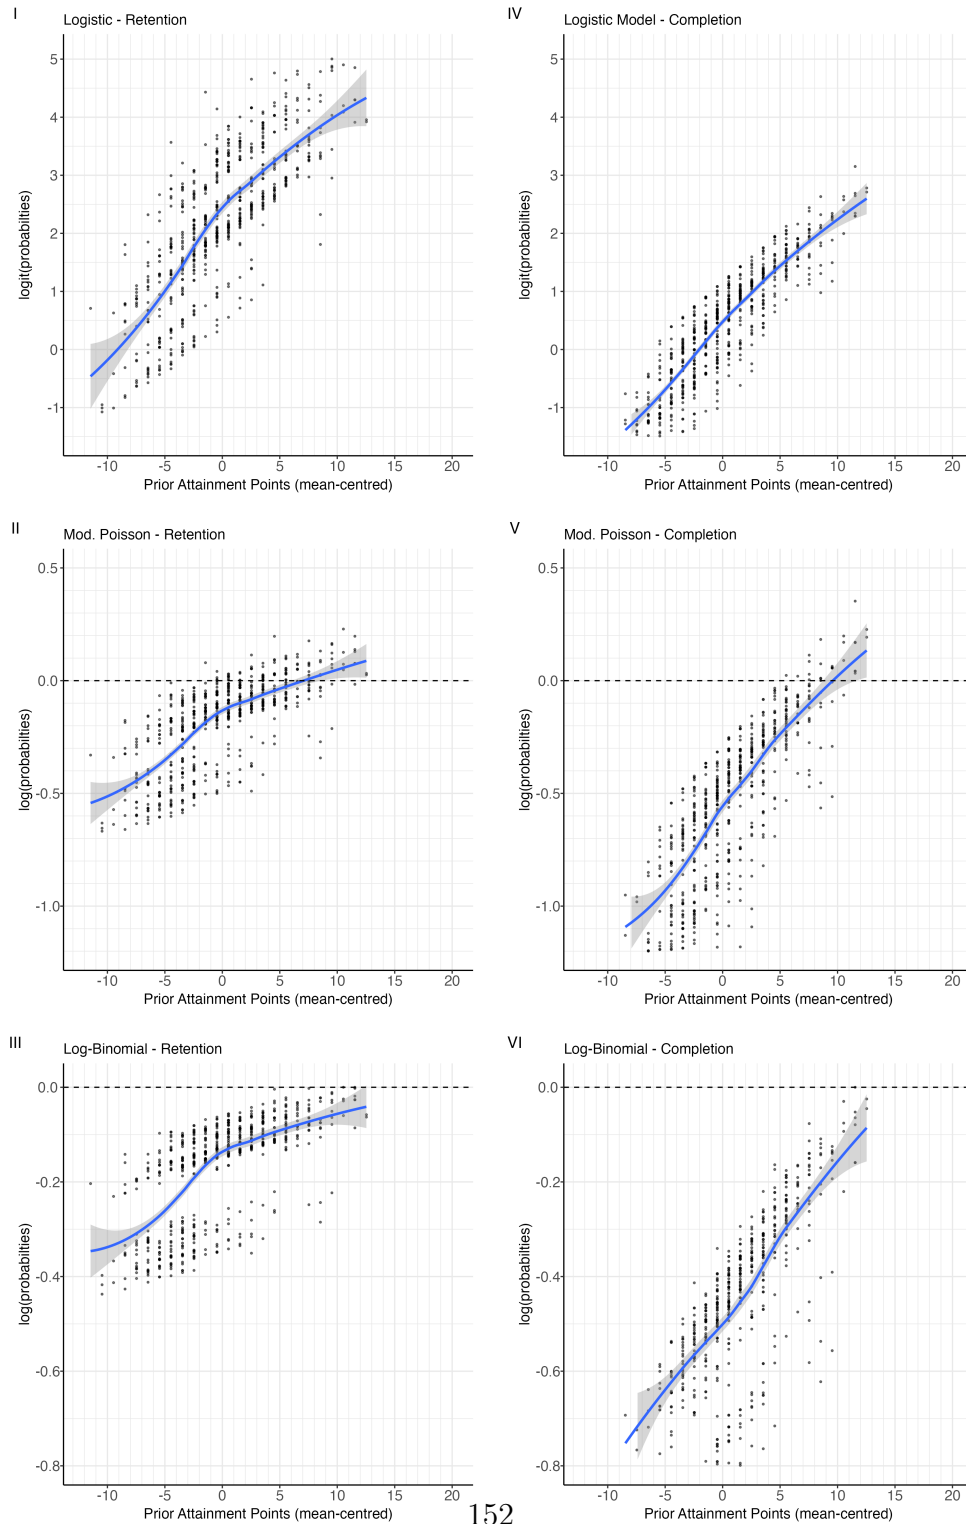 I
Logistic - Retention
5
4
3
2
1
0
-1
logit(probabilties)
-10 -5 0 5 10 15 20
Prior Attainment Points (mean-centred)
IV
Logistic Model - Completion
5
4
3
2
1
0
-1
logit(probabilties)
-10 -5 0 5 10 15 20
Prior Attainment Points (mean-centred)
II
Mod. Poisson - Retention
0.5
0.0
-0.5
-1.0
log(probabilties)
-10 -5 0 5 10 15 20
Prior Attainment Points (mean-centred)
V
Mod. Poisson - Completion
0.5
0.0
-0.5
-1.0
log(probabilties)
-10 -5 0 5 10 15 20
Prior Attainment Points (mean-centred)
III
Log-Binomial - Retention
0.0
-0.2
-0.4
-0.6
-0.8
log(probabilties)
-10 -5 0 5 10 15 20
Prior Attainment Points (mean-centred)
VI
Log-Binomial - Completion
0.0
-0.2
-0.4
-0.6
-0.8
log(probabilties)
-10 -5 0 5 10 15 20
Prior Attainment Points (mean-centred)
152